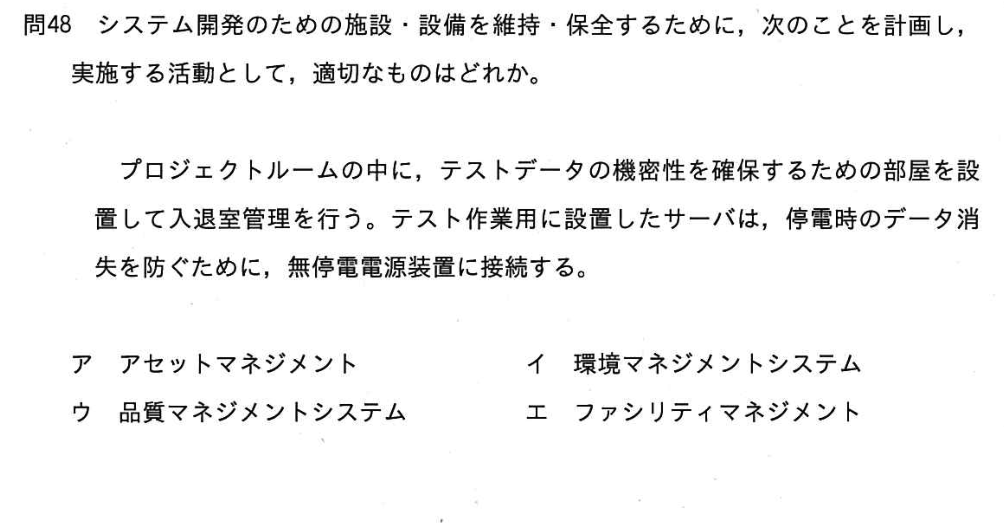 問48 システム開発のための施設・設備を維持・保全するために，次のことを計画し，
実施する活動として，適切なものはどれか。
プロジェクトルームの中に，テストデータの機密性を確保するための部屋を設
置して入退室管理を行う。テスト作業用に設置したサーバは，停電時のデータ消
失を防ぐために，無停電電源装置に接続する。
ア アセットマネジメント イ 環境マネジメントシステム
ウ 品質マネジメントシステム エ ファシリティマネジメント